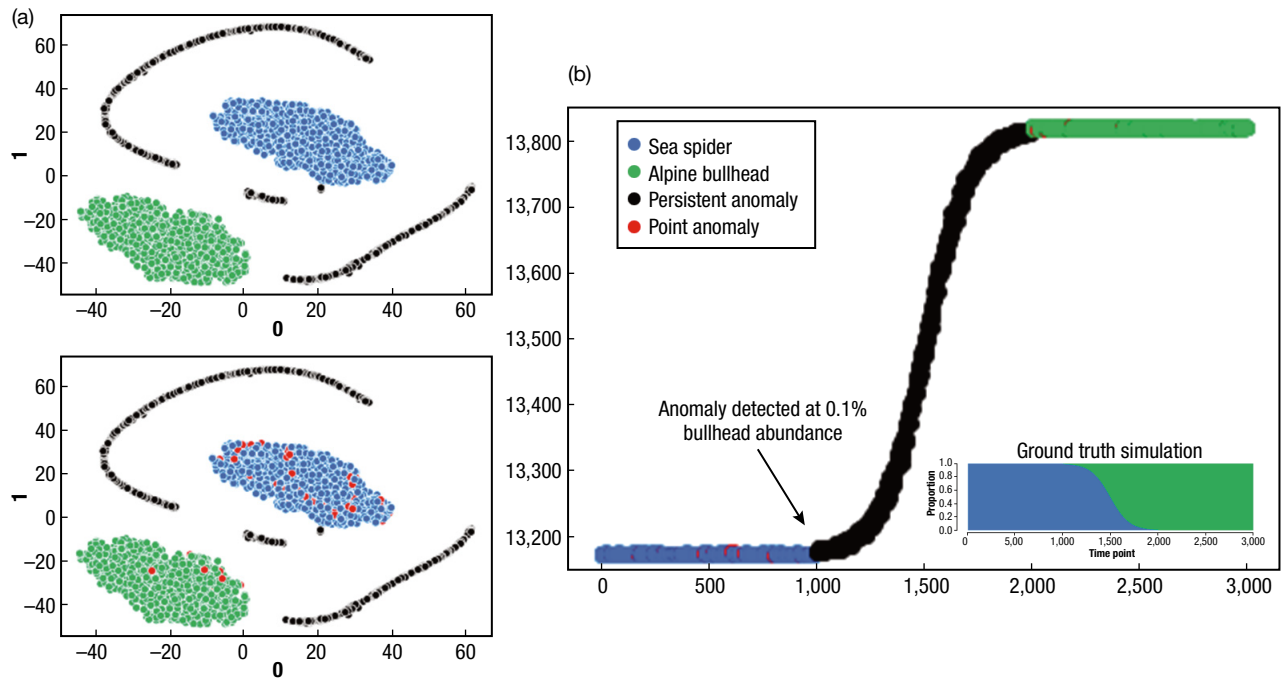 (a)
60
40
20
0
−20
−40
1
−40 −20 0 20 40 60
0
60
40
20
0
−20
−40
1
−40 −20 0 20 40 60
0
(b)
13,800
13,700
13,600
13,500
13,400
13,300
13,200
Sea spider
Alpine bullhead
Persistent anomaly
Point anomaly
Anomaly detected at 0.1%
bullhead abundance
Ground truth simulation
Proportion
1.0
0.8
0.6
0.4
0.2
0.0
0 5,00 1,000 1,500 2,000 2,500 3,000
Time point
0 500 1,000 1,500 2,000 2,500 3,000